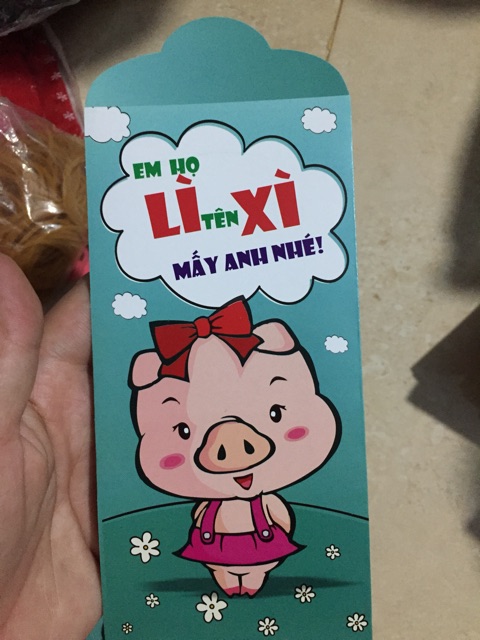 EM HỌ
LÌ TÊN XÌ
MẤY ANH NHÉ!